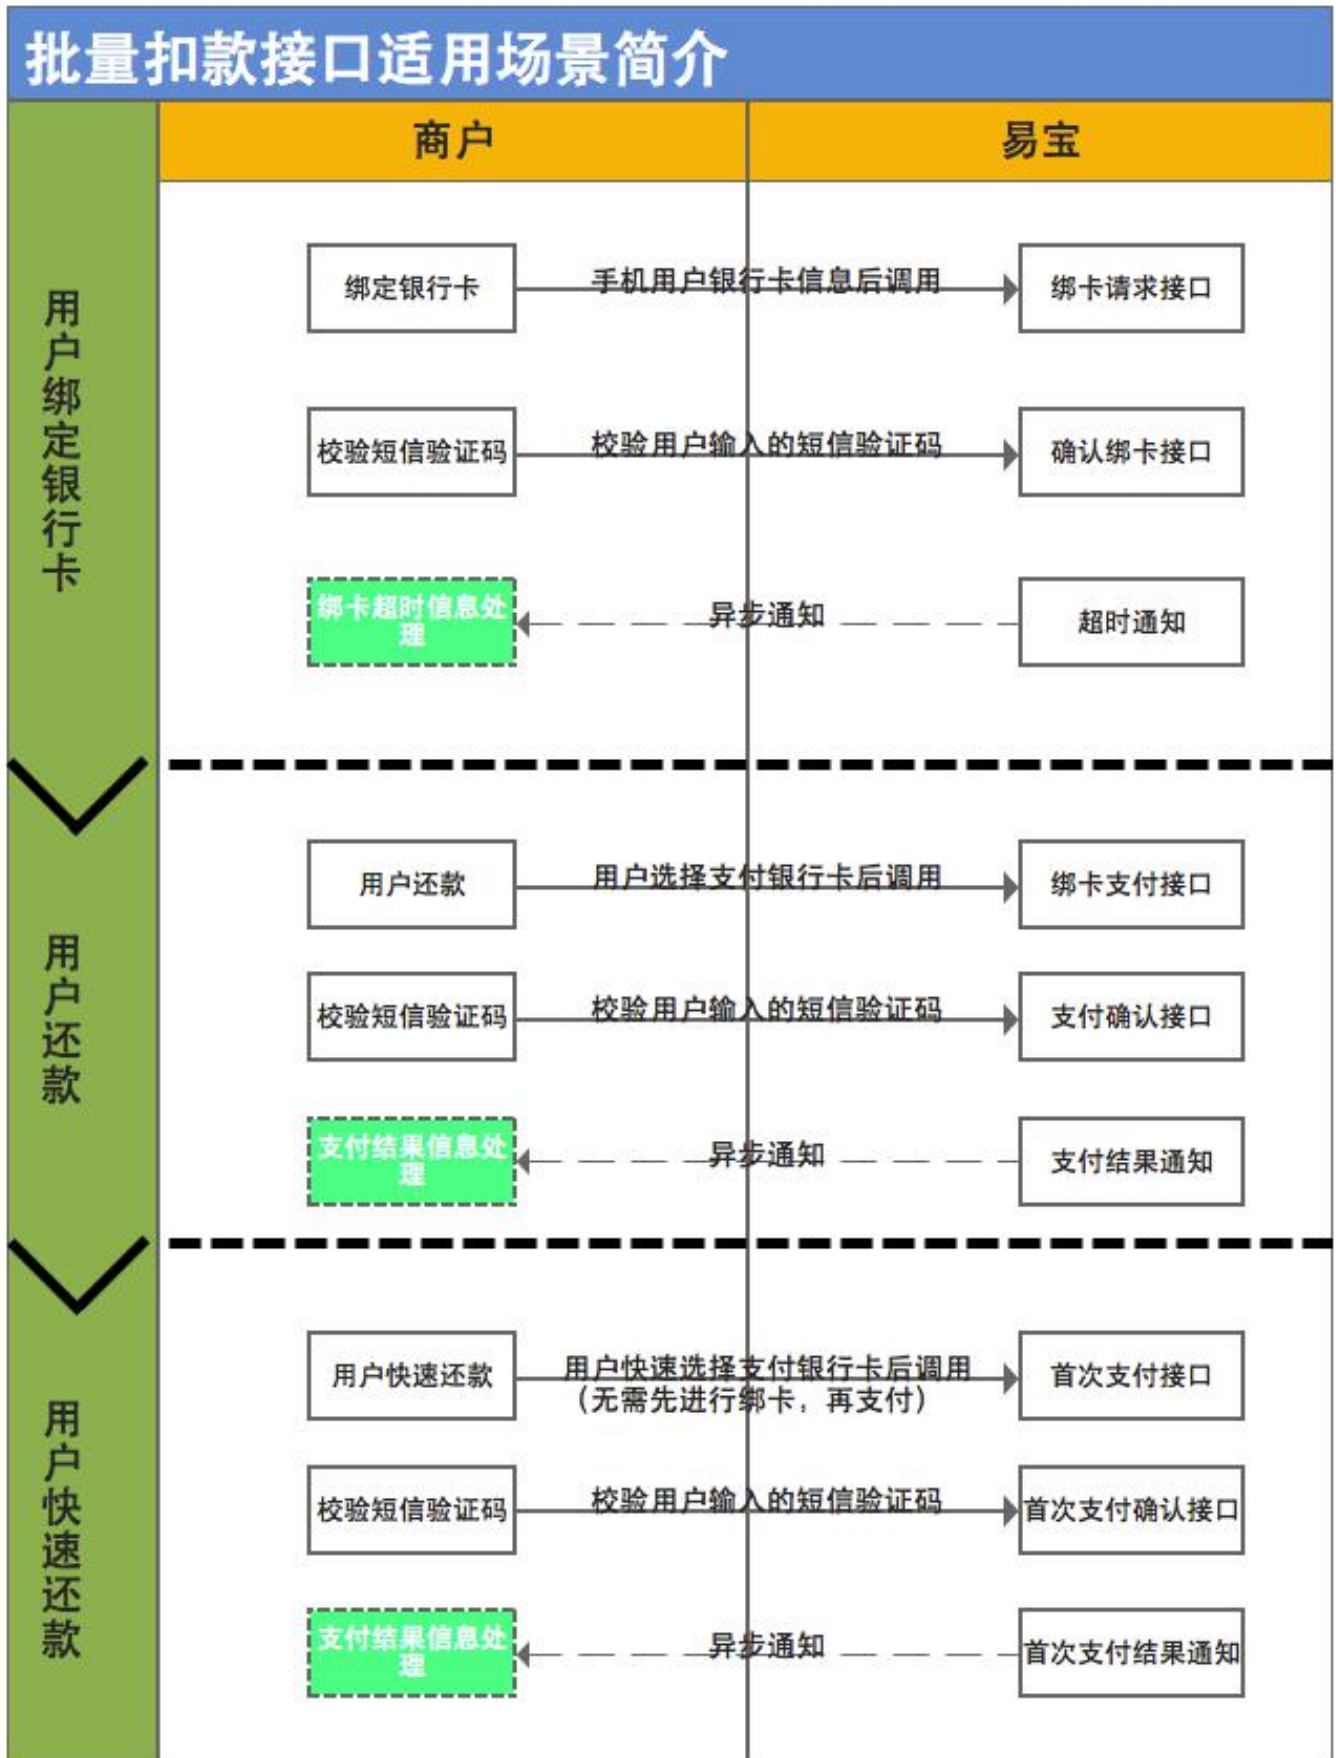 批量扣款接口适用场景简介
商户
易宝
用户绑定银行卡
绑定银行卡
手机用户银行卡信息后调用
绑卡请求接口
校验短信验证码
校验用户输入的短信验证码
确认绑卡接口
绑卡超时信息处
理
异步通知
超时通知
用户还款
用户还款
用户选择支付银行卡后调用
绑卡支付接口
校验短信验证码
校验用户输入的短信验证码
支付确认接口
支付结果信息处
理
异步通知
支付结果通知
用户快速还款
用户快速还款
用户快速选择支付银行卡后调用
（无需先进行绑卡，再支付）
首次支付接口
校验短信验证码
校验用户输入的短信验证码
首次支付确认接口
支付结果信息处
理
异步通知
首次支付结果通知